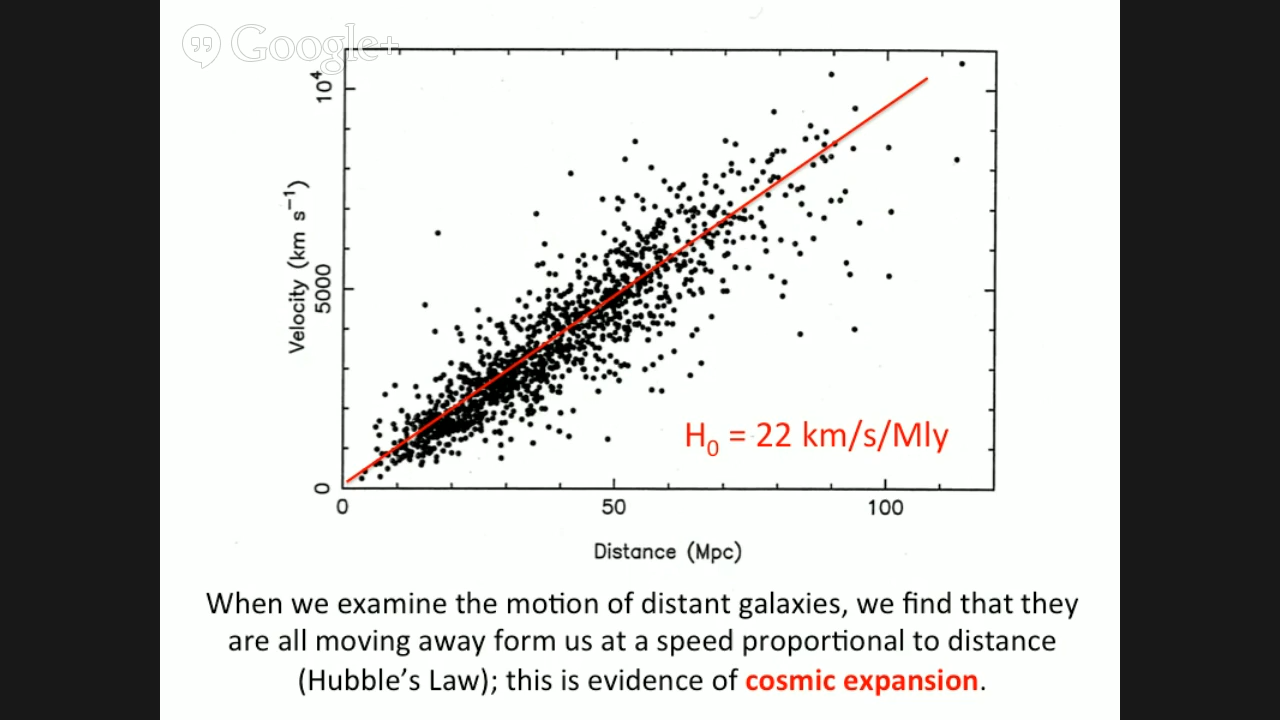 Google+
10⁴
Velocity (km s⁻¹)
5000
0
H₀ = 22 km/s/Mly
0 50 100
Distance (Mpc)
When we examine the motion of distant galaxies, we find that they
are all moving away form us at a speed proportional to distance
(Hubble’s Law); this is evidence of cosmic expansion.